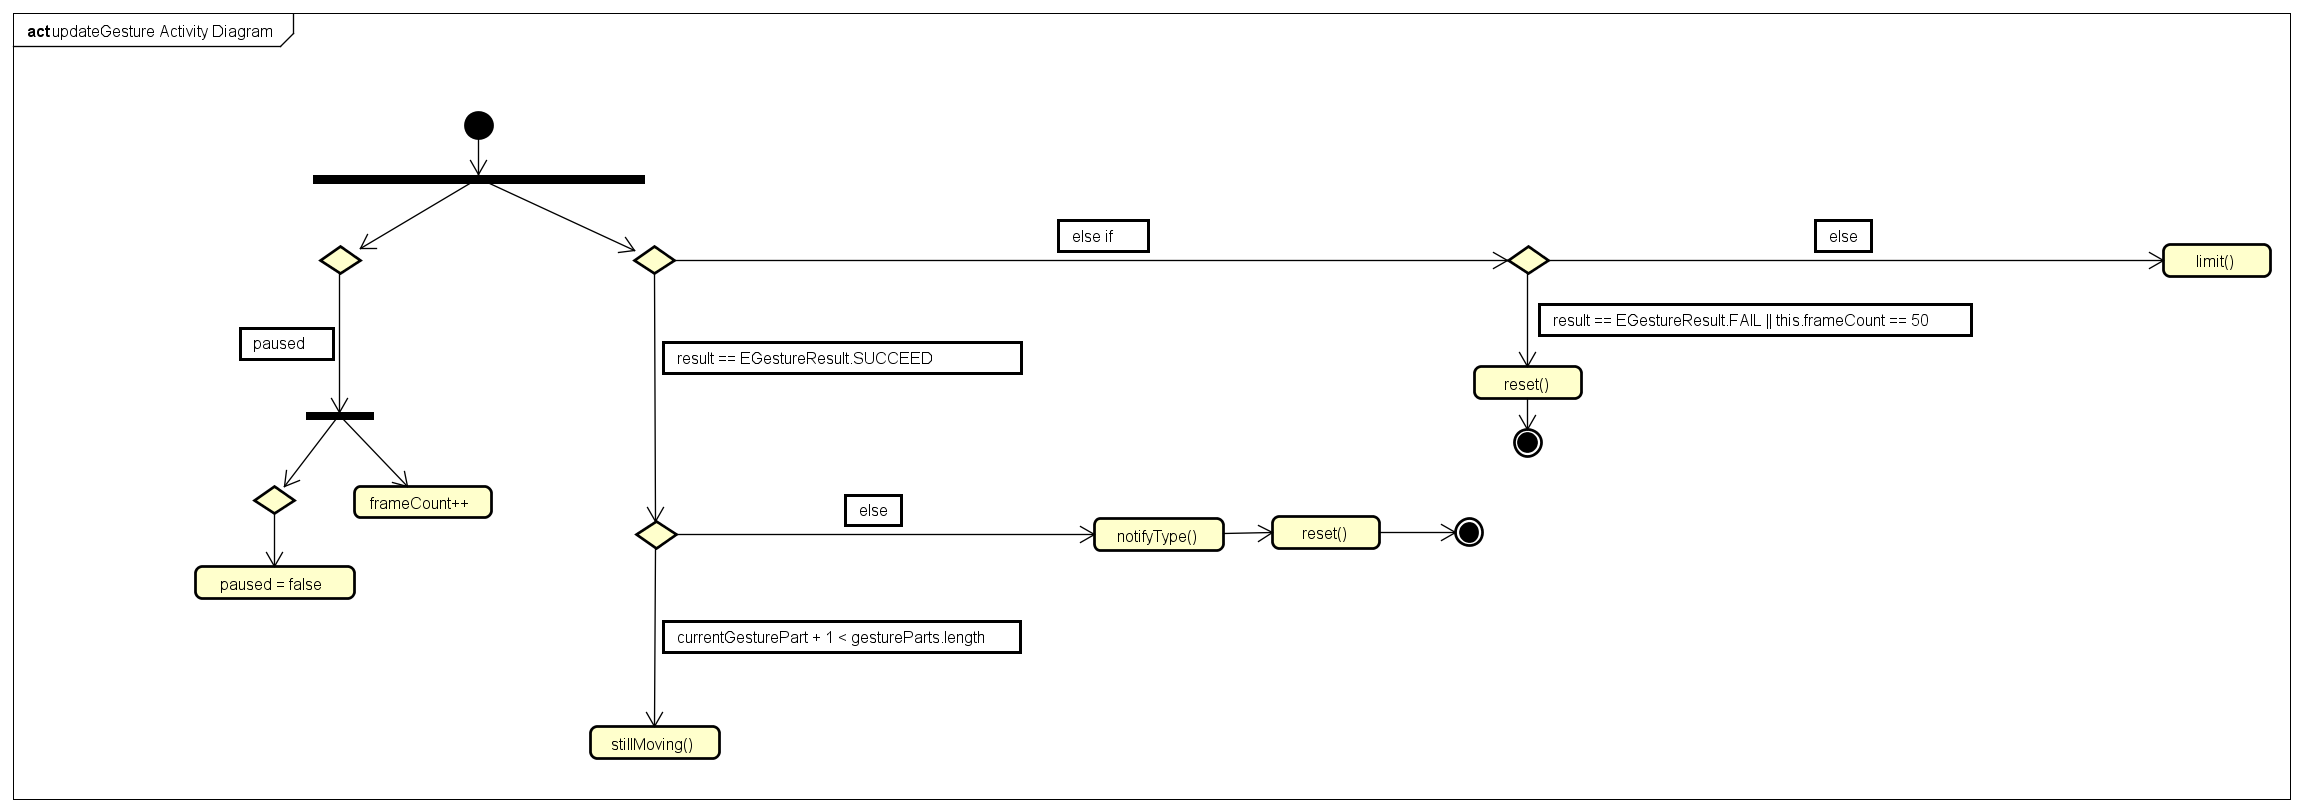 act updateGesture Activity Diagram
else if
else
limit()
result == EGestureResult.FAIL || this.frameCount == 50
paused
result == EGestureResult.SUCCEED
reset()
else
frameCount++
notifyType()
reset()
paused = false
currentGesturePart + 1 < gestureParts.length
stillMoving()